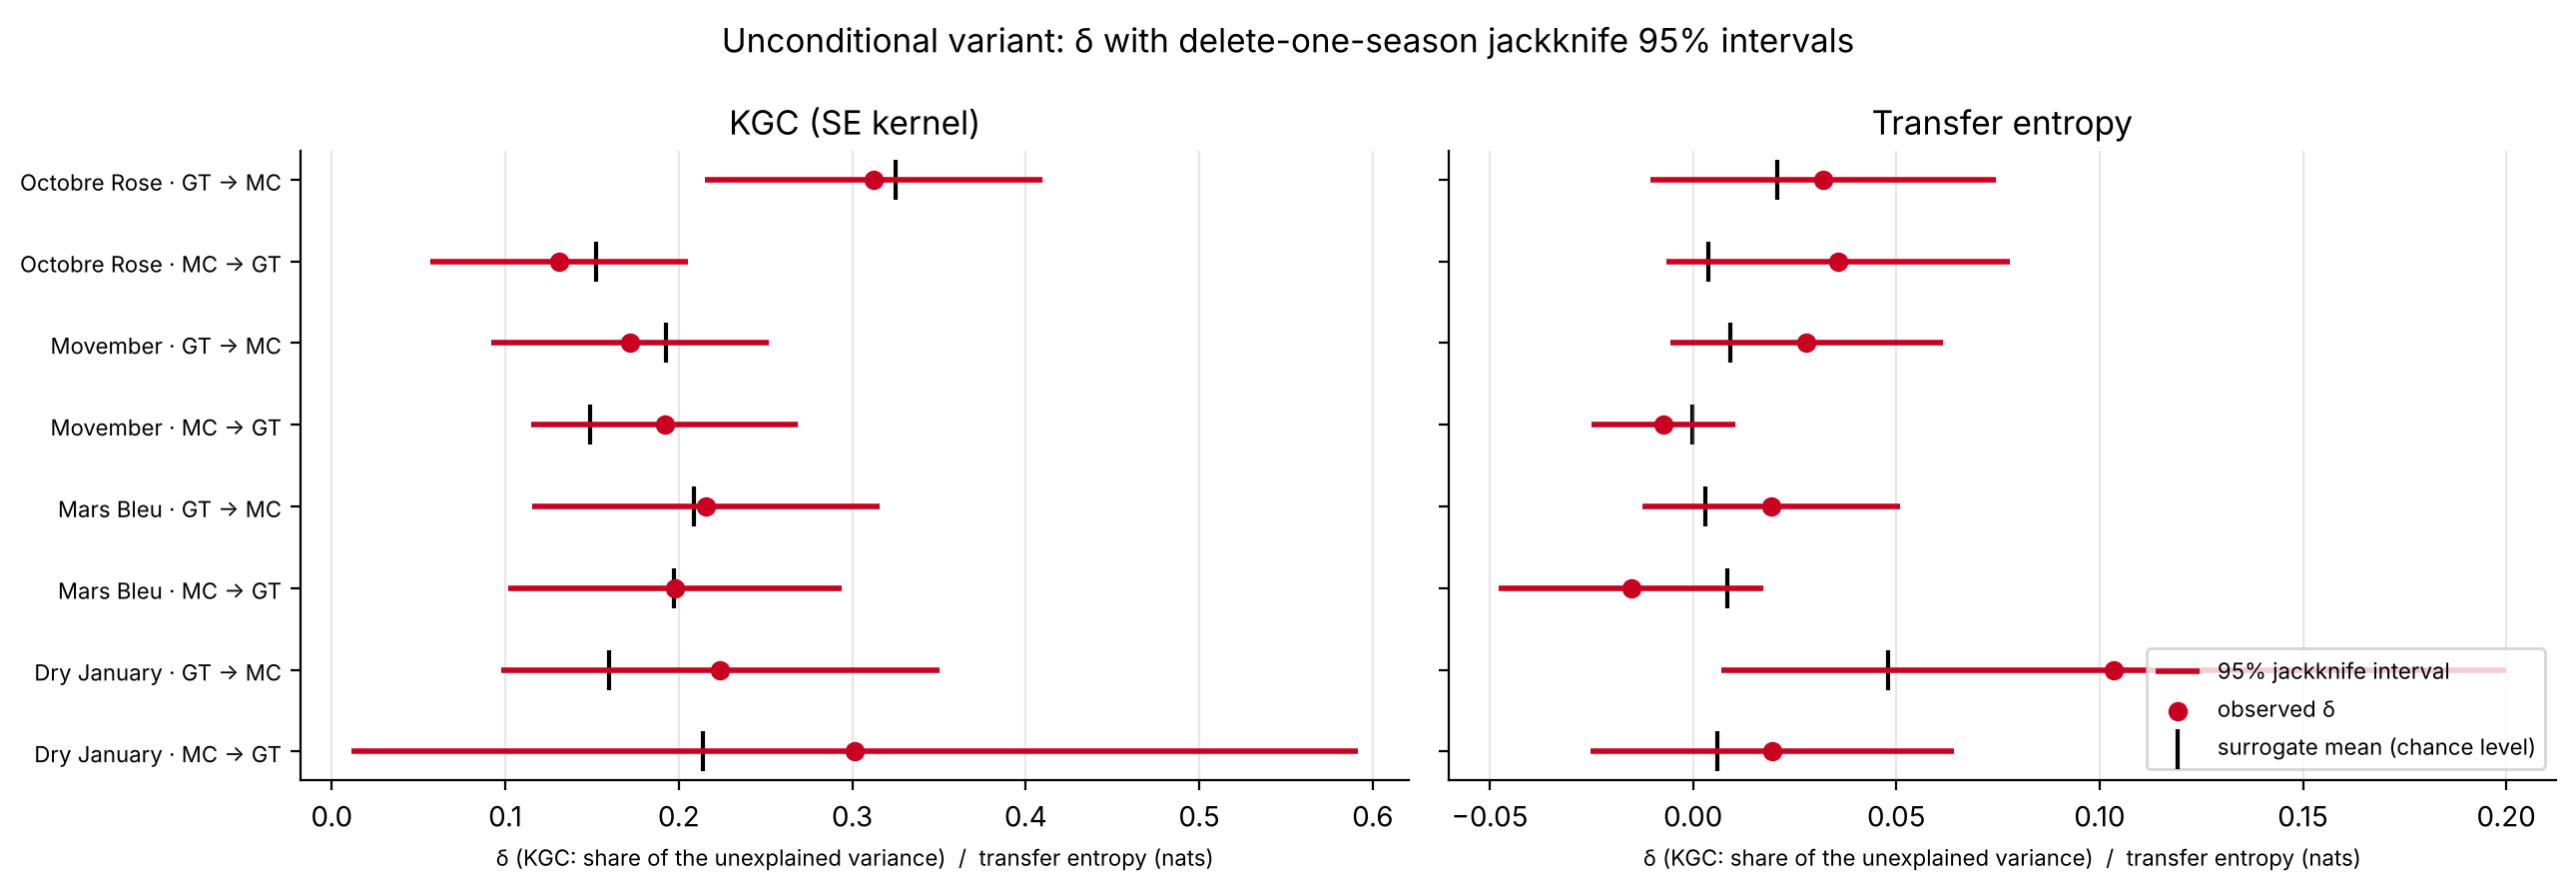 Unconditional variant: δ with delete-one-season jackknife 95% intervals
KGC (SE kernel)
Transfer entropy
Octobre Rose · GT → MC
Octobre Rose · MC → GT
Movember · GT → MC
Movember · MC → GT
Mars Bleu · GT → MC
Mars Bleu · MC → GT
Dry January · GT → MC
Dry January · MC → GT
95% jackknife interval
observed δ
surrogate mean (chance level)
0.0 0.1 0.2 0.3 0.4 0.5 0.6
−0.05 0.00 0.05 0.10 0.15 0.20
δ (KGC: share of the unexplained variance) / transfer entropy (nats)
δ (KGC: share of the unexplained variance) / transfer entropy (nats)